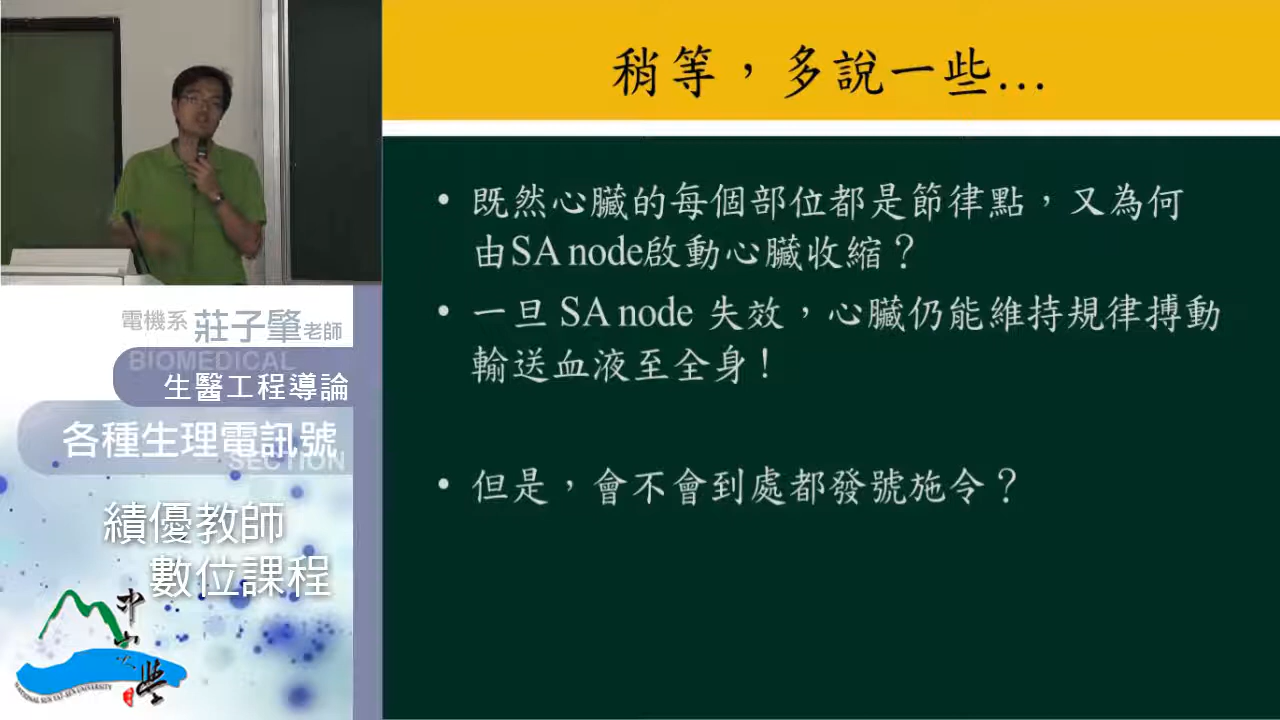 稍等，多說一些...
• 既然心臟的每個部位都是節律點，又為何
由SA node啟動心臟收縮？
• 一旦 SA node 失效，心臟仍能維持規律搏動
輸送血液至全身！
• 但是，會不會到處都發號施令？
電機系 莊子肇老師
BIOMEDICAL
生醫工程導論
各種生理電訊號
SECTION
績優教師
數位課程
中山大學
NATIONAL SUN YAT-SEN UNIVERSITY